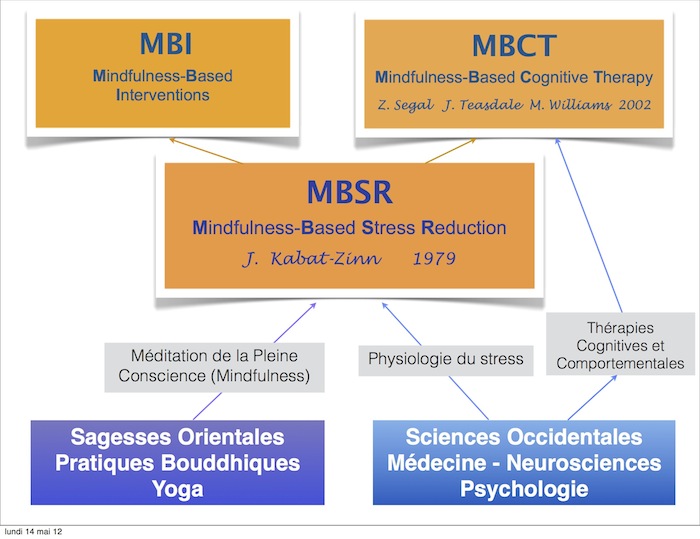 MBI
Mindfulness-Based
Interventions
MBCT
Mindfulness-Based Cognitive Therapy
Z. Segal J. Teasdale M. Williams 2002
MBSR
Mindfulness-Based Stress Reduction
J. Kabat-Zinn 1979
Méditation de la Pleine
Conscience (Mindfulness)
Physiologie du stress
Thérapies
Cognitives et
Comportementales
Sagesses Orientales
Pratiques Bouddhiques
Yoga
Sciences Occidentales
Médecine - Neurosciences
Psychologie
lundi 14 mai 12